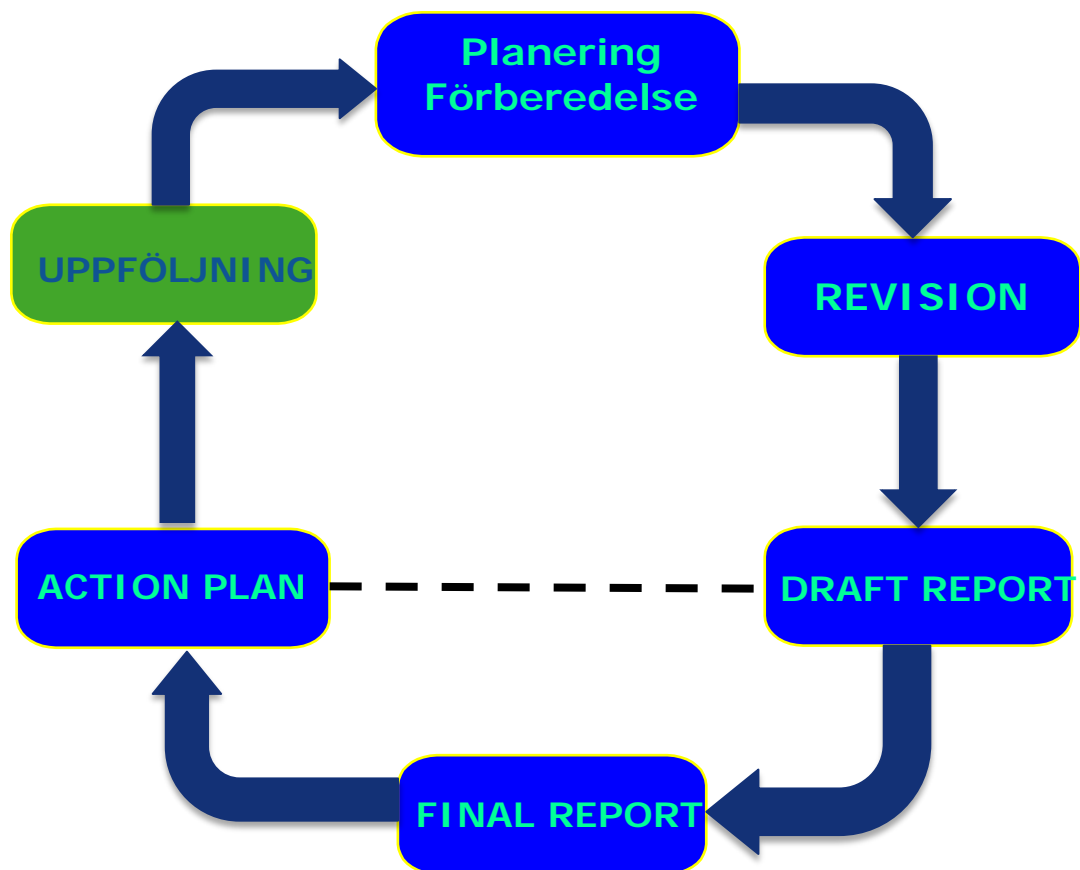 Planering
Förberedelse
UPPFÖLJNING
REVISION
ACTION PLAN
DRAFT REPORT
FINAL REPORT